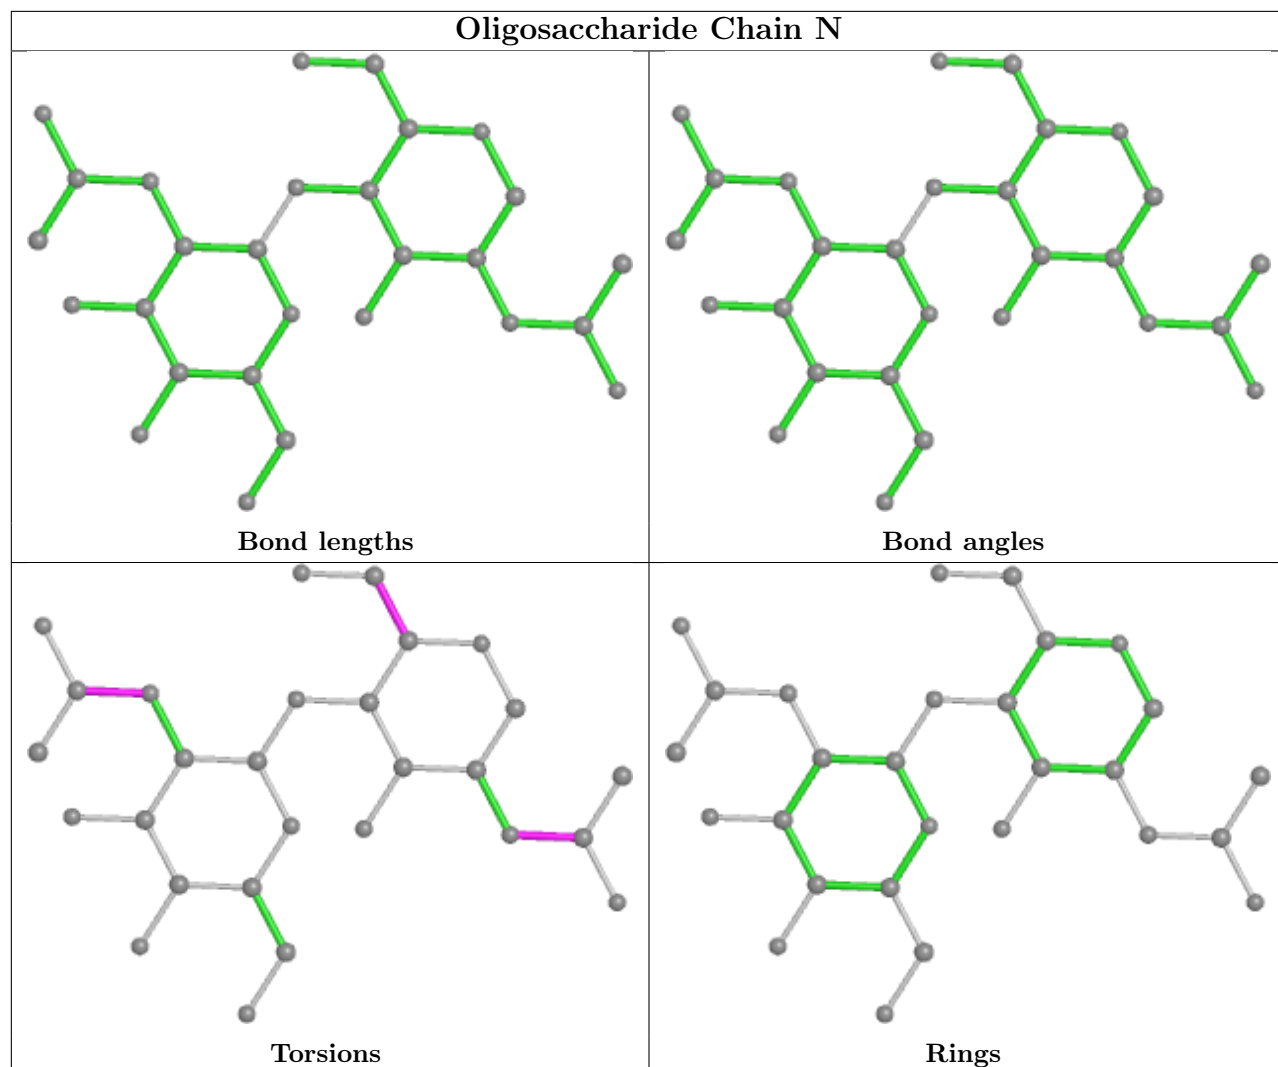 Oligosaccharide Chain N
Bond lengths
Bond angles
Torsions
Rings